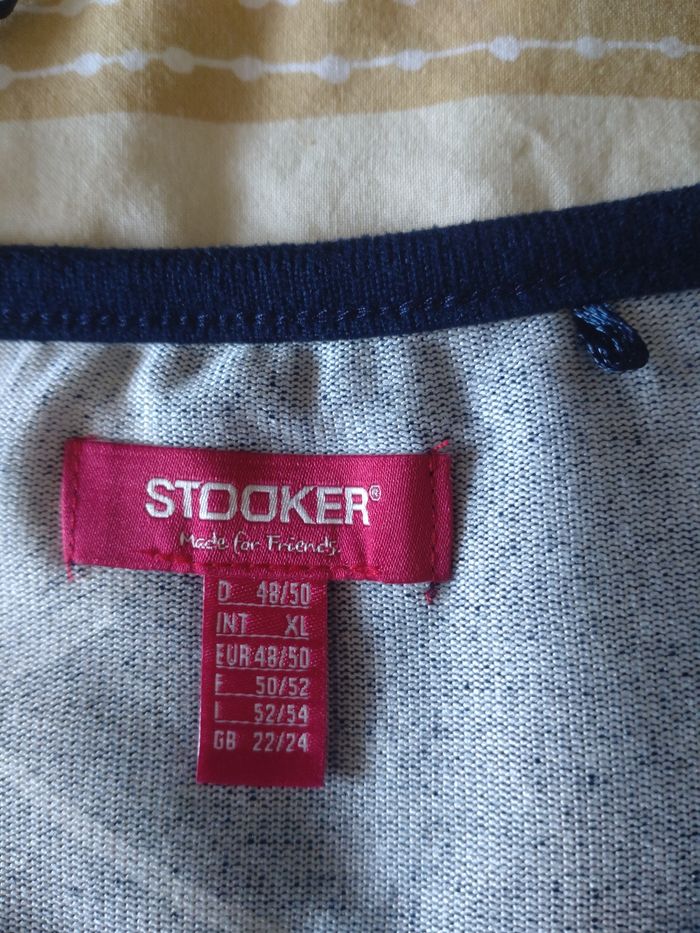 STOOKER®
Made for Friends.
D 48/50
INT XL
EUR 48/50
F 50/52
I 52/54
GB 22/24